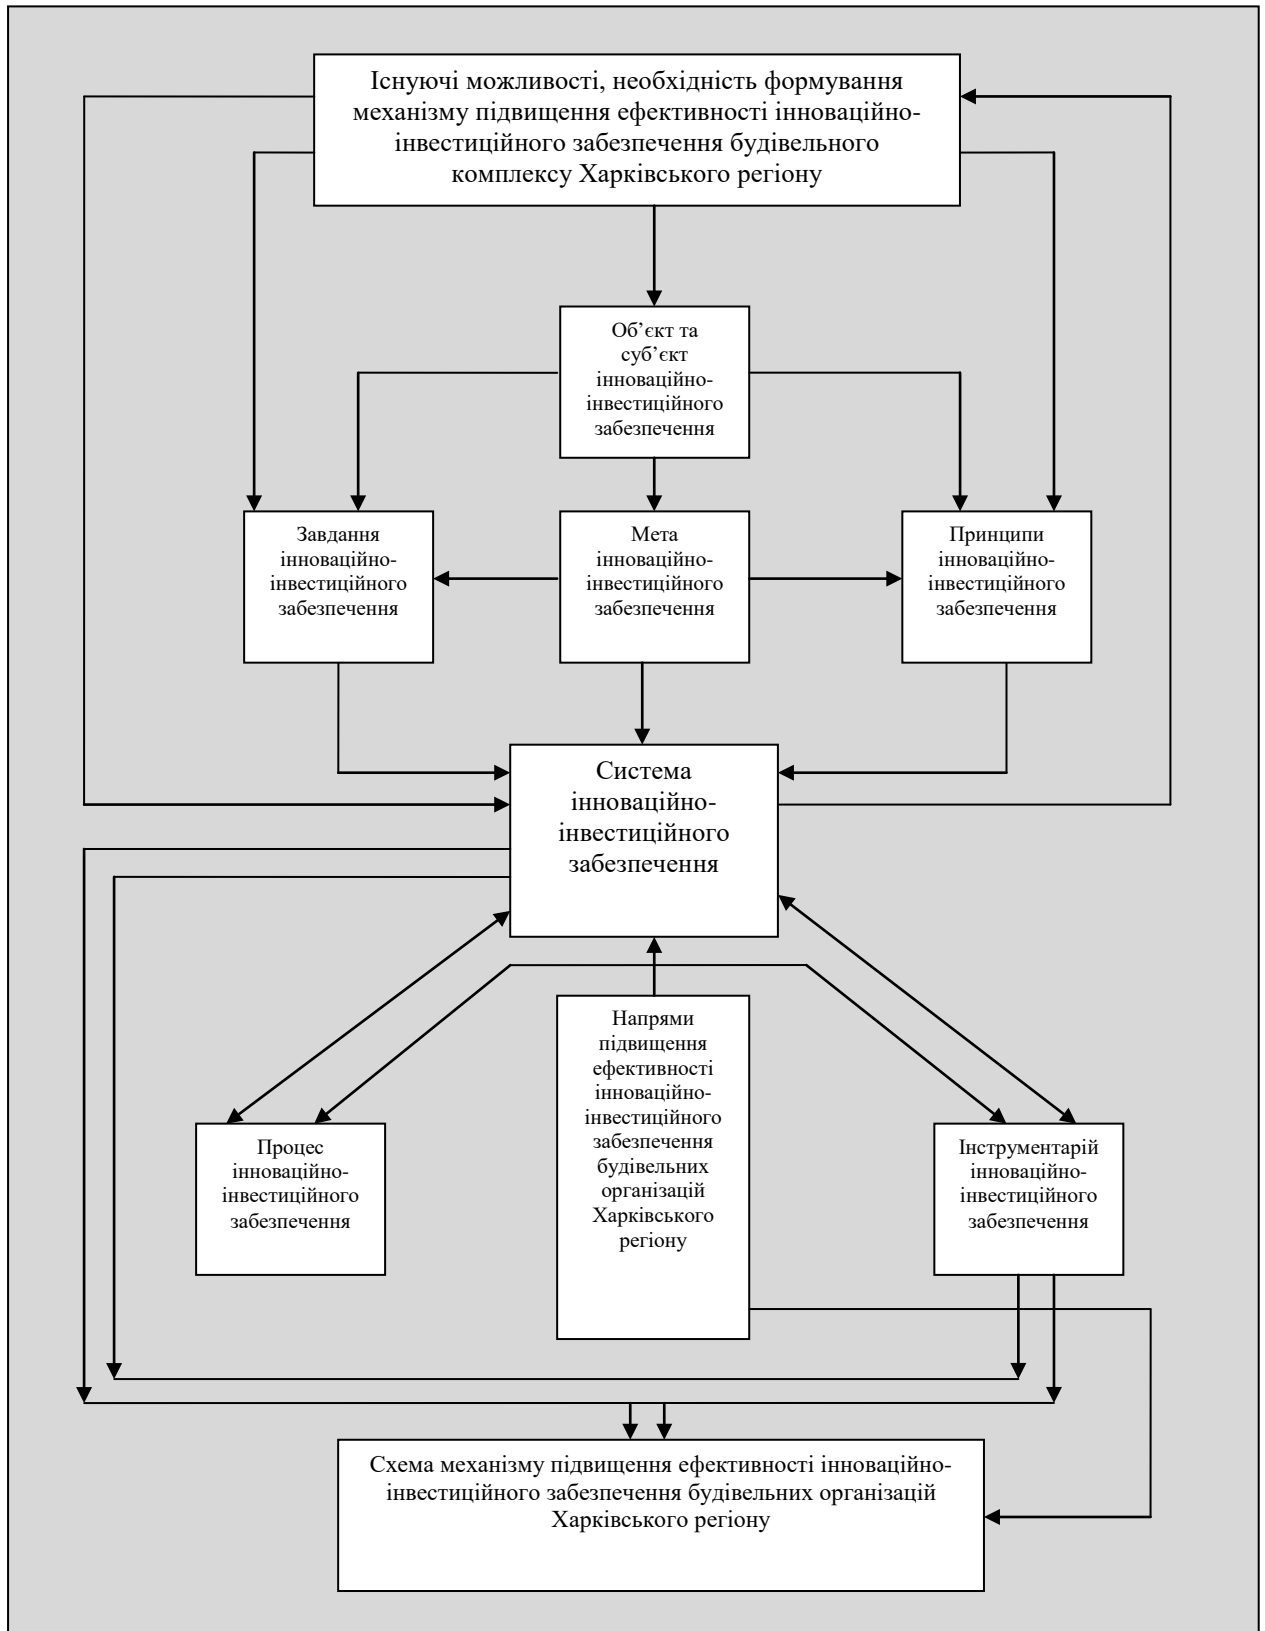 Існуючі можливості, необхідність формування
механізму підвищення ефективності інноваційно-
інвестиційного забезпечення будівельного
комплексу Харківського регіону
Об’єкт та
суб’єкт
інноваційно-
інвестиційного
забезпечення
Завдання
інноваційно-
інвестиційного
забезпечення
Мета
інноваційно-
інвестиційного
забезпечення
Принципи
інноваційно-
інвестиційного
забезпечення
Система
інноваційно-
інвестиційного
забезпечення
Процес
інноваційно-
інвестиційного
забезпечення
Напрями
підвищення
ефективності
інноваційно-
інвестиційного
забезпечення
будівельних
організацій
Харківського
регіону
Інструментарій
інноваційно-
інвестиційного
забезпечення
Схема механізму підвищення ефективності інноваційно-
інвестиційного забезпечення будівельних організацій
Харківського регіону